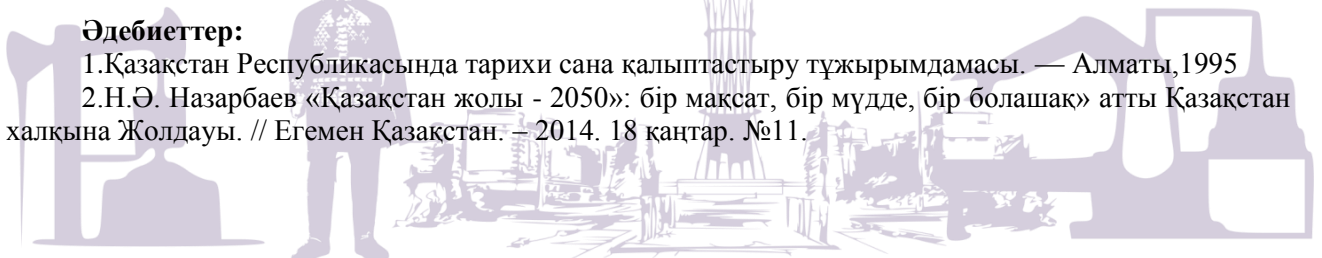 Әдебиеттер:
1.Қазақстан Республикасында тарихи сана қалыптастыру тұжырымдамасы. — Алматы,1995
2.Н.Ә. Назарбаев «Қазақстан жолы - 2050»: бір мақсат, бір мүдде, бір болашақ» атты Қазақстан
халқына Жолдауы. // Егемен Қазақстан. – 2014. 18 қаңтар. №11.